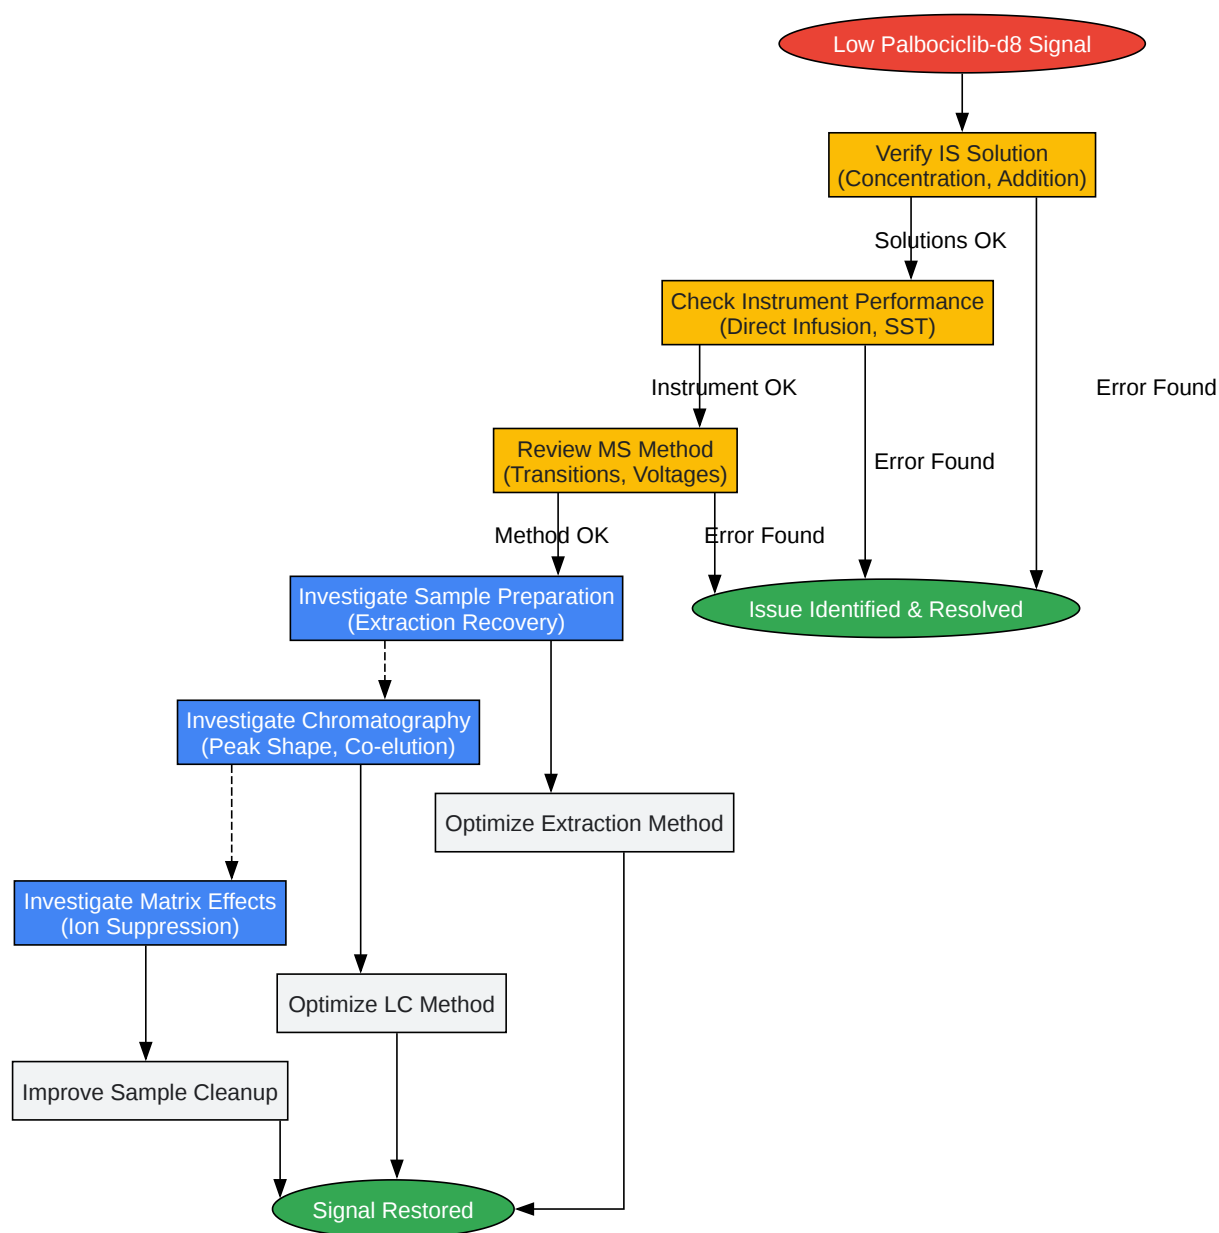 Low Palbociclib-d8 Signal
Verify IS Solution
(Concentration, Addition)
Solutions OK
Check Instrument Performance
(Direct Infusion, SST)
Instrument OK
Error Found
Review MS Method
(Transitions, Voltages)
Error Found
Method OK
Error Found
Investigate Sample Preparation
(Extraction Recovery)
Issue Identified & Resolved
Investigate Chromatography
(Peak Shape, Co-elution)
Optimize Extraction Method
Investigate Matrix Effects
(Ion Suppression)
Optimize LC Method
Improve Sample Cleanup
Signal Restored